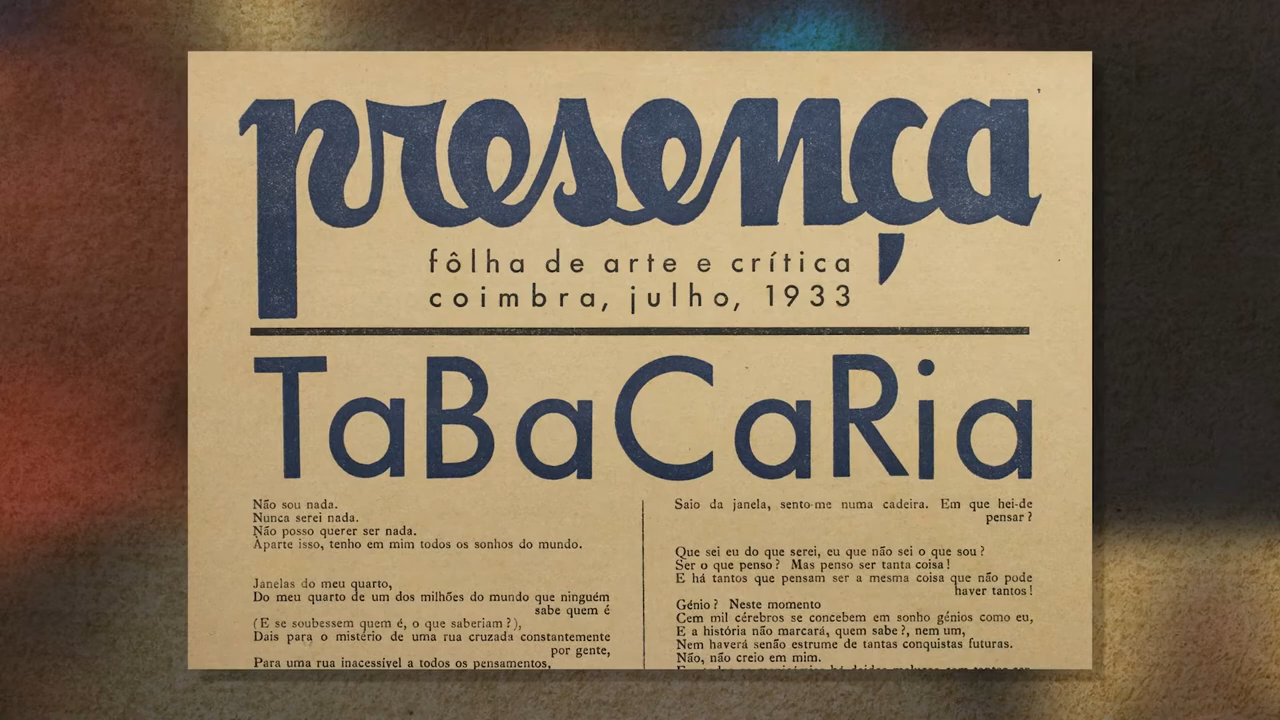 presença
fôlha de arte e crítica
coimbra, julho, 1933
TaBaCaRia
Não sou nada.
Nunca serei nada.
Não posso querer ser nada.
Àparte isso, tenho em mim todos os sonhos do mundo.
Janelas do meu quarto,
Do meu quarto de um dos milhões do mundo que ninguém
sabe quem é
(E se soubessem quem é, o que saberiam?),
Dais para o mistério de uma rua cruzada constantemente
por gente,
Para uma rua inacessivel a todos os pensamentos,
Saio da janela, sento-me numa cadeira. Em que hei-de
pensar?
Que sei eu do que serei, eu que não sei o que sou?
Ser o que penso? Mas penso ser tanta coisa!
E há tantos que pensam ser a mesma coisa que não pode
haver tantos!
Génio? Neste momento
Cem mil cérebros se concebem em sonho génios como eu,
E a história não marcará, quem sabe?, nem um,
Nem haverá senão estrume de tantas conquistas futuras.
Não, não creio em mim.